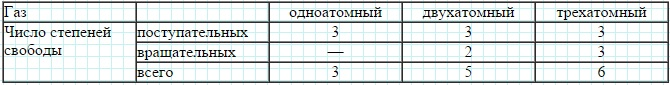 Газ одноатомный двухатомный трехатомный
Число степеней свободы поступательных 3 3 3
вращательных — 2 3
всего 3 5 6